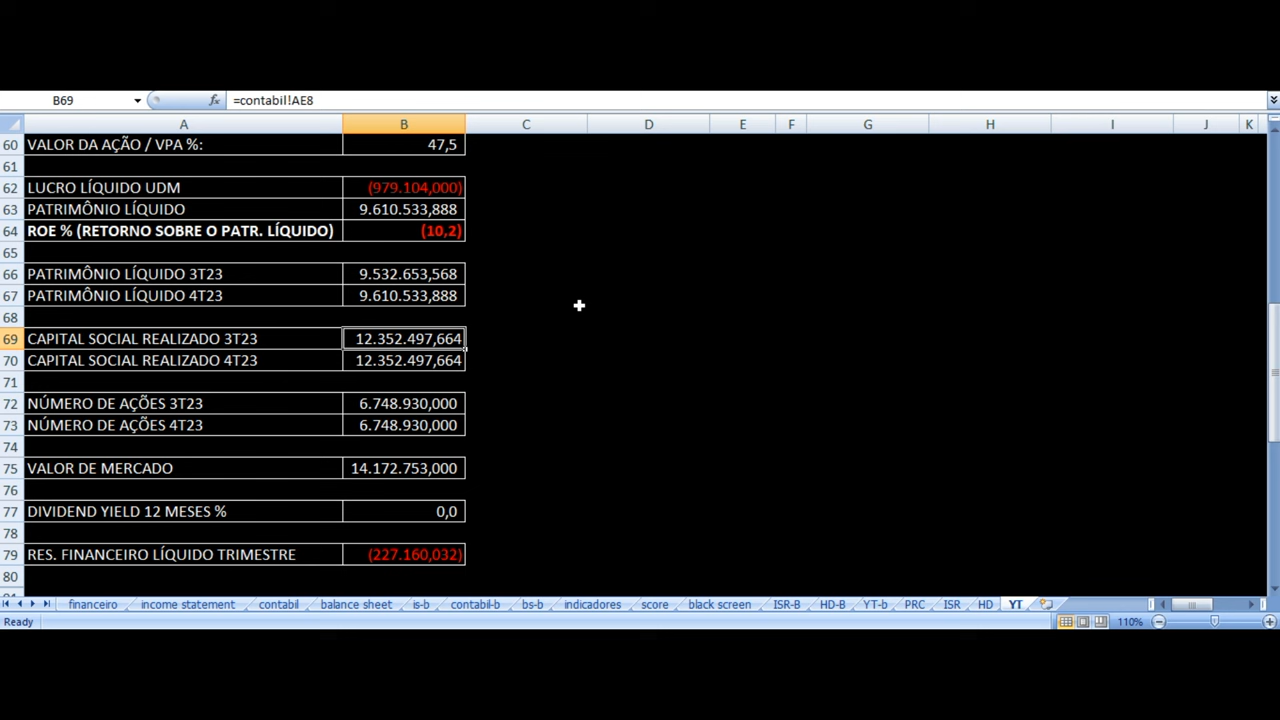 B69 fx =contabil!AE8
A B C D E F G H I J K
60 VALOR DA AÇÃO / VPA %: 47,5
61
62 LUCRO LÍQUIDO UDM (979.104,000)
63 PATRIMÔNIO LÍQUIDO 9.610.533,888
64 ROE % (RETORNO SOBRE O PATR. LÍQUIDO) (10,2)
65
66 PATRIMÔNIO LÍQUIDO 3T23 9.532.653,568
67 PATRIMÔNIO LÍQUIDO 4T23 9.610.533,888
68
69 CAPITAL SOCIAL REALIZADO 3T23 12.352.497,664
70 CAPITAL SOCIAL REALIZADO 4T23 12.352.497,664
71
72 NÚMERO DE AÇÕES 3T23 6.748.930,000
73 NÚMERO DE AÇÕES 4T23 6.748.930,000
74
75 VALOR DE MERCADO 14.172.753,000
76
77 DIVIDEND YIELD 12 MESES % 0,0
78
79 RES. FINANCEIRO LÍQUIDO TRIMESTRE (227.160,032)
80
financeiro income statement contabil balance sheet is-b contabil-b bs-b indicadores score black screen ISR-B HD-B YT-b PRC ISR HD YT
Ready 110%